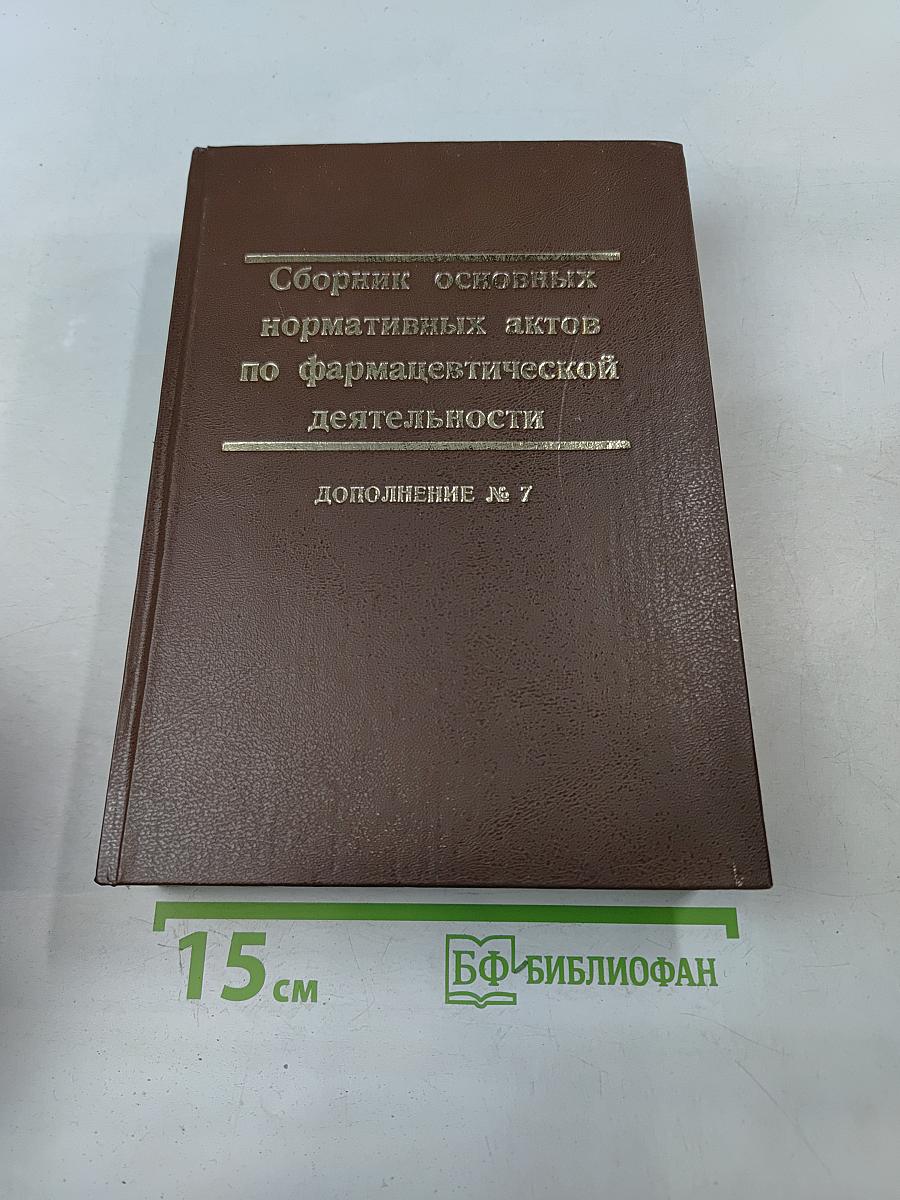 Сборник основных
нормативных актов
по фармацевтической
деятельности
ДОПОЛНЕНИЕ № 7
15 см
БФ БИБЛИОФАН